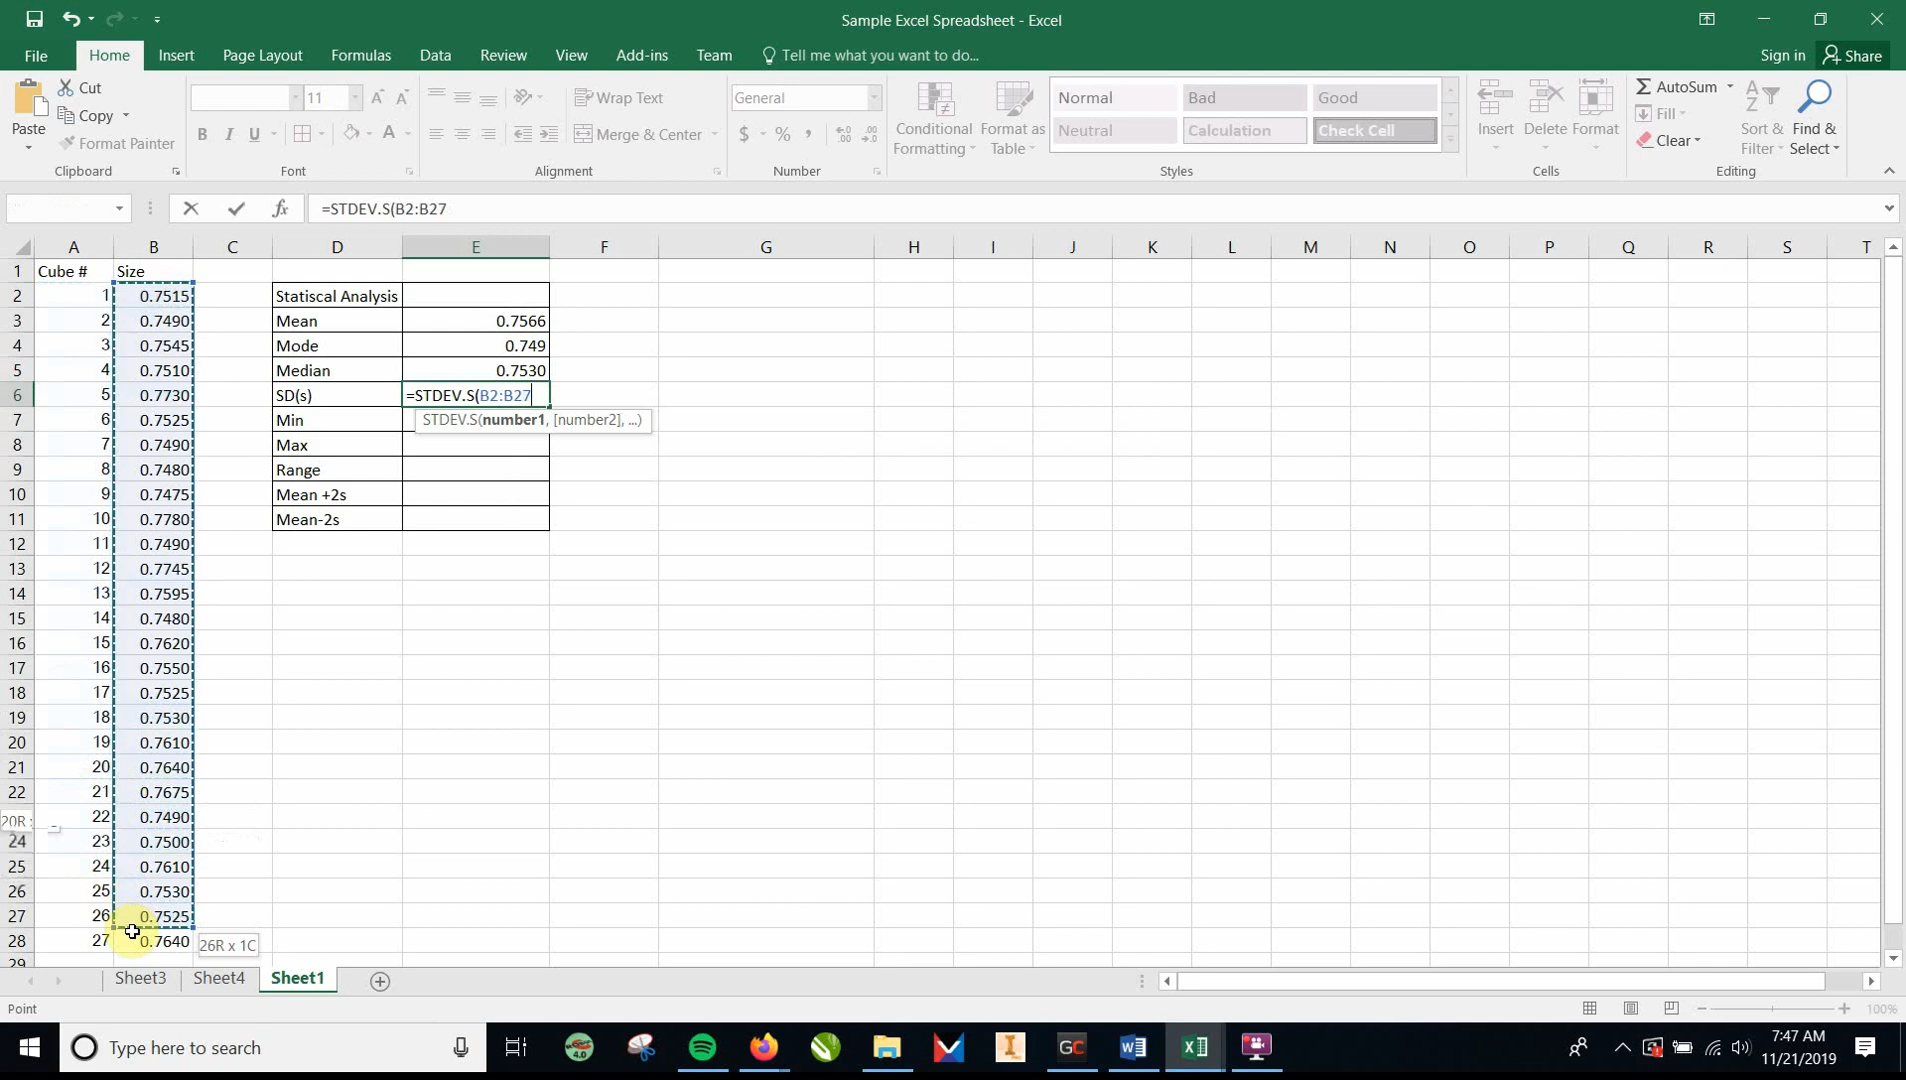 Sample Excel Spreadsheet - Excel
File Home Insert Page Layout Formulas Data Review View Add-ins Team Tell me what you want to do... Sign in Share
Paste
Cut
Copy
Format Painter
Clipboard
11
Font
Wrap Text
Merge & Center
Alignment
General
$ % ,
Number
Conditional Formatting
Format as Table
Normal Bad Good
Neutral Calculation Check Cell
Styles
Insert Delete Format
Cells
AutoSum
Fill
Clear
Sort & Filter
Find & Select
Editing
=STDEV.S(B2:B27
A B C D E F G H I J K L M N O P Q R S T
1 Cube # Size
2 1 0.7515 Statiscal Analysis
3 2 0.7490 Mean 0.7566
4 3 0.7545 Mode 0.749
5 4 0.7510 Median 0.7530
6 5 0.7730 SD(s) =STDEV.S(B2:B27
7 6 0.7525 Min STDEV.S(number1, [number2], ...)
8 7 0.7490 Max
9 8 0.7480 Range
10 9 0.7475 Mean +2s
11 10 0.7780 Mean-2s
12 11 0.7490
13 12 0.7745
14 13 0.7595
15 14 0.7480
16 15 0.7620
17 16 0.7550
18 17 0.7525
19 18 0.7530
20 19 0.7610
21 20 0.7640
22 21 0.7675
22 0.7490
20R
24 23 0.7500
25 24 0.7610
26 25 0.7530
27 26 0.7525
28 27 0.7640 26R x 1C
29
Sheet3 Sheet4 Sheet1
Point
100%
Type here to search
4.0
GC
7:47 AM
11/21/2019